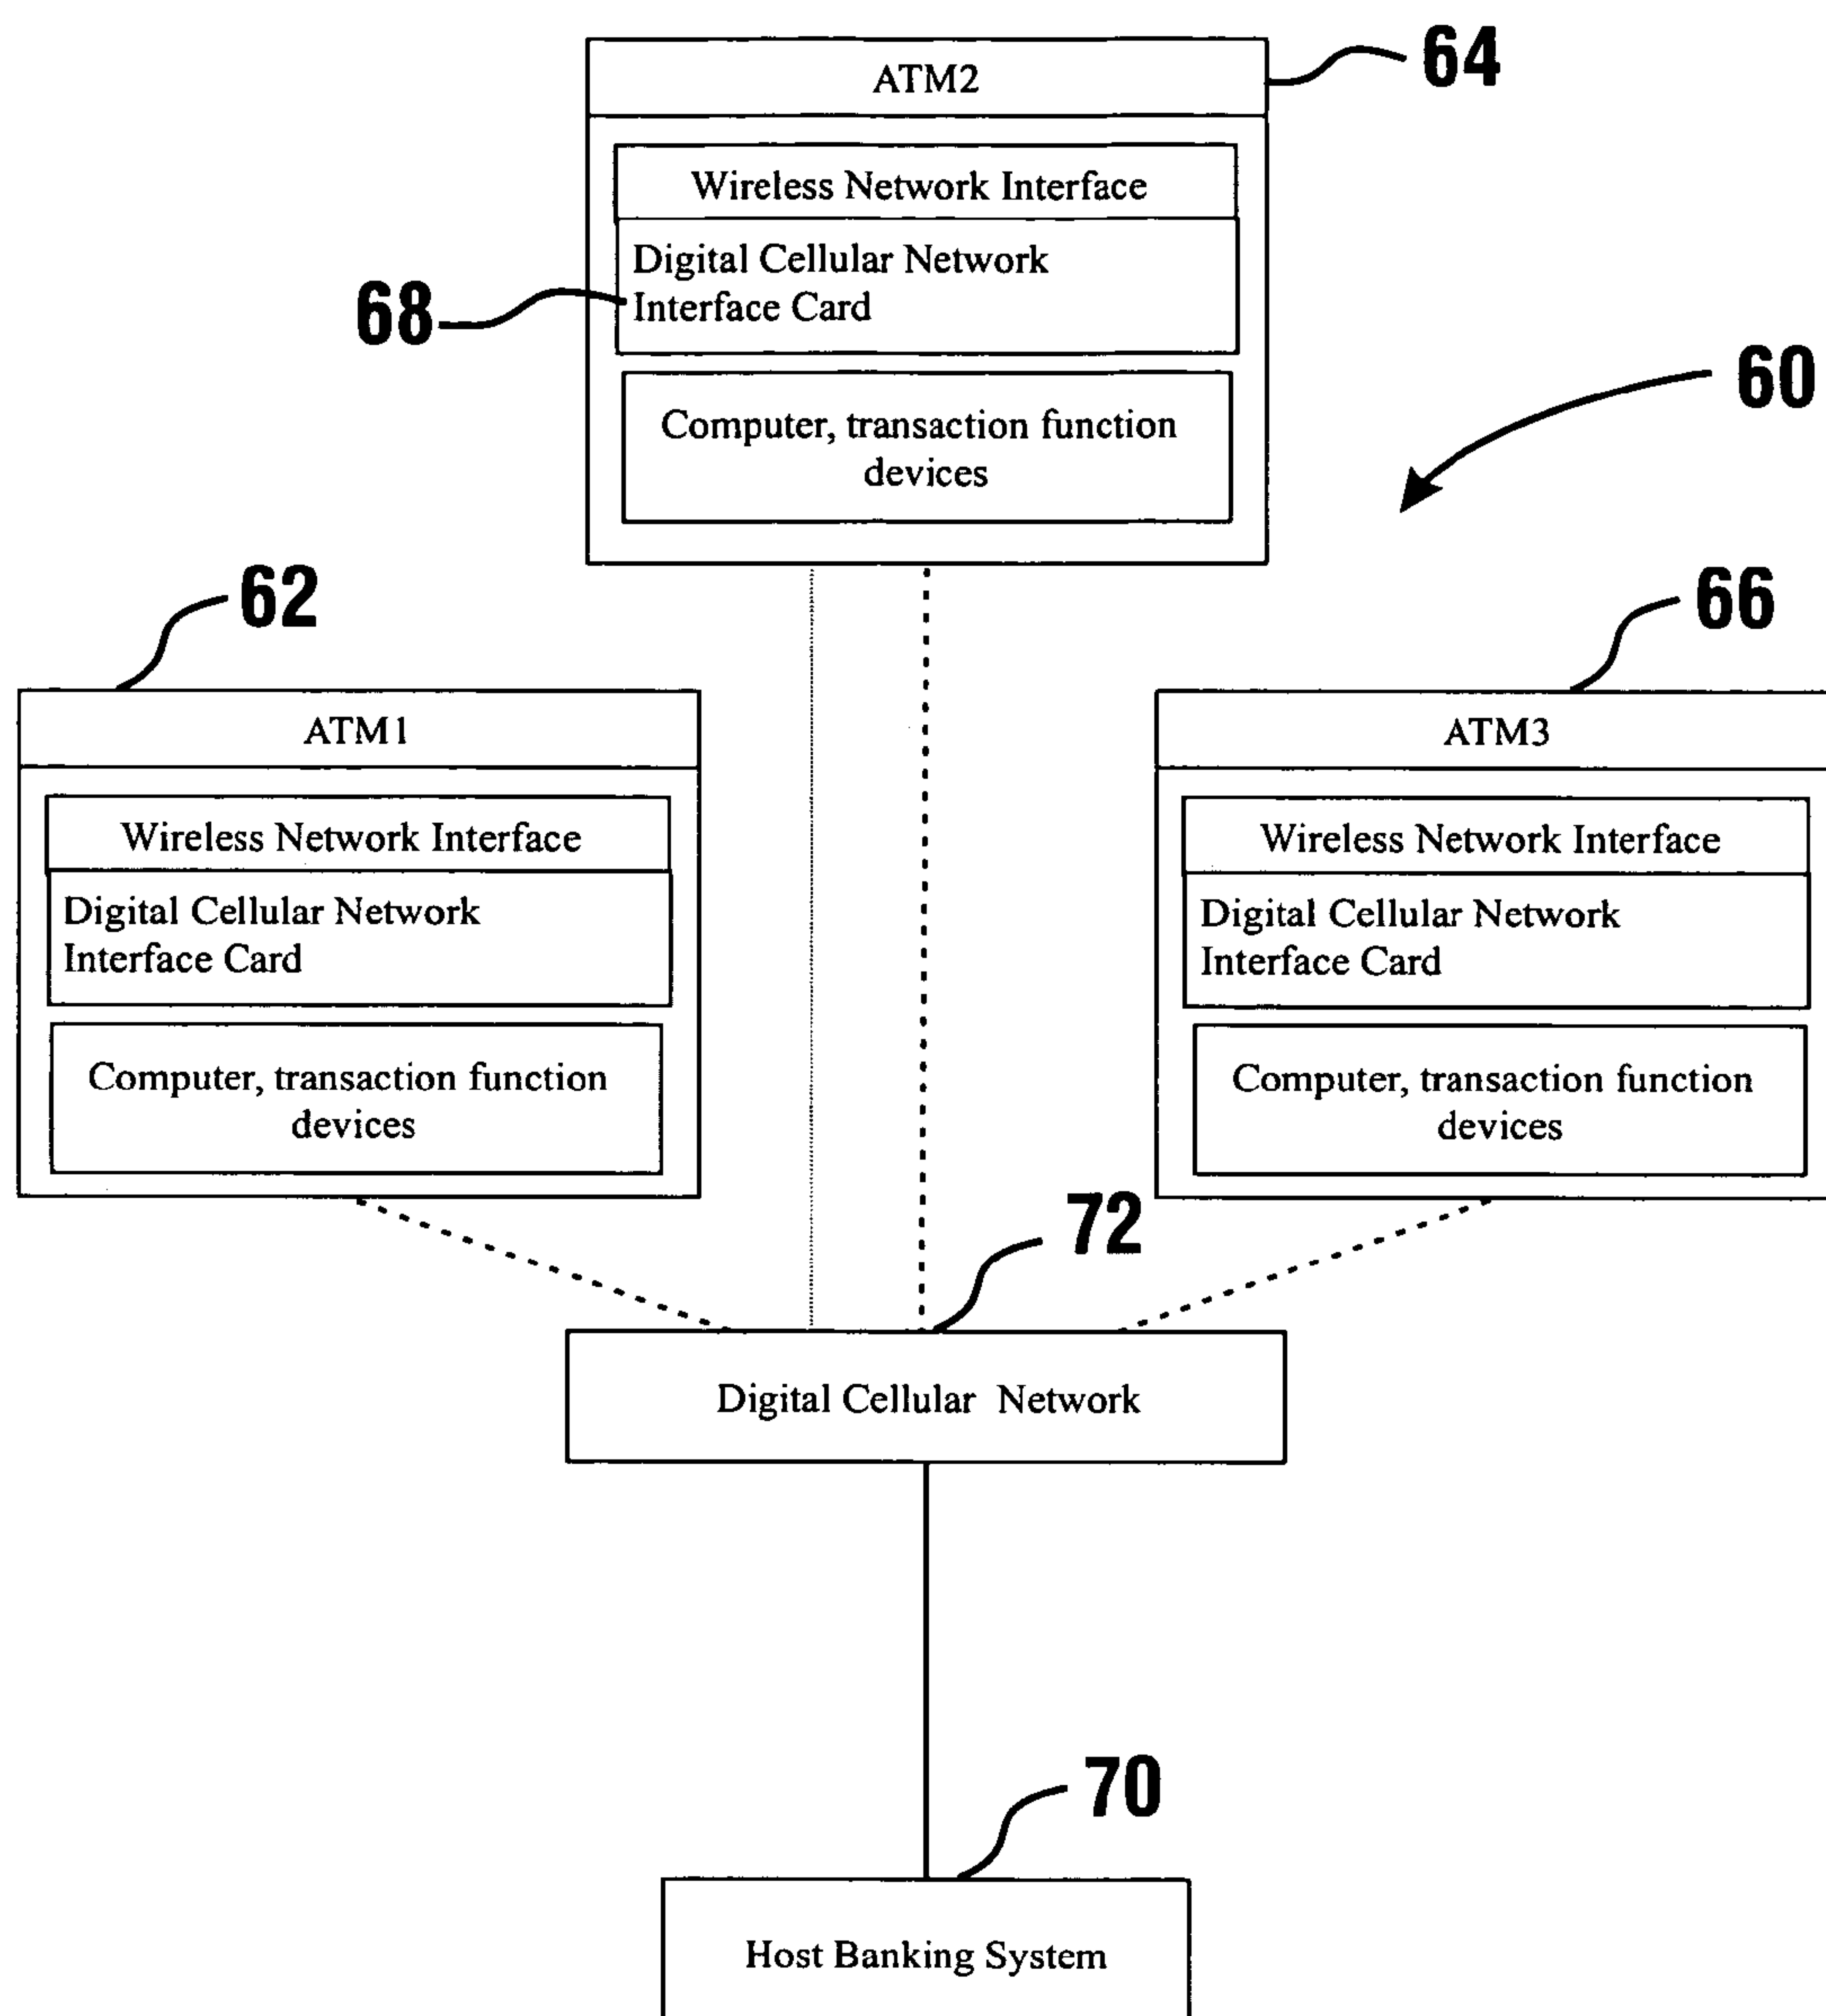 64
ATM2
Wireless Network Interface
Digital Cellular Network
Interface Card
68
Computer, transaction function
devices
60
62
66
ATM1
Wireless Network Interface
Digital Cellular Network
Interface Card
Computer, transaction function
devices
ATM3
Wireless Network Interface
Digital Cellular Network
Interface Card
Computer, transaction function
devices
72
Digital Cellular Network
70
Host Banking System